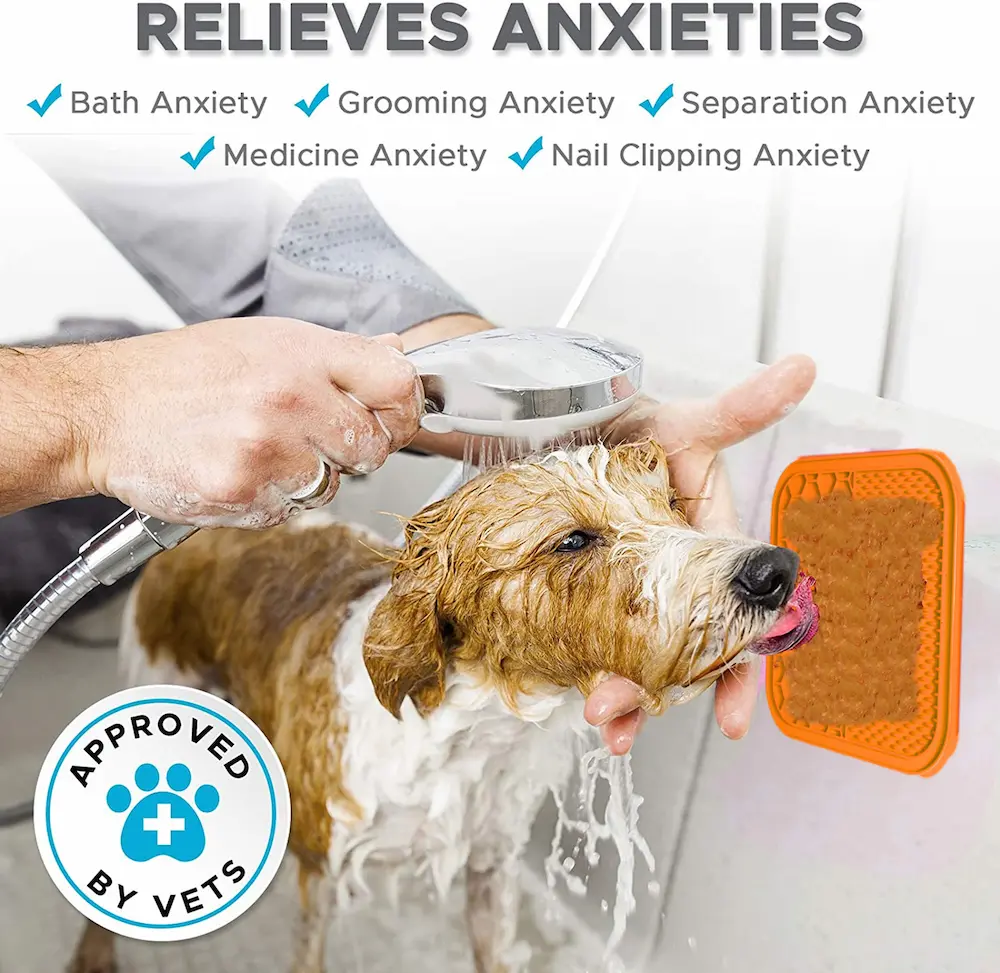 RELIEVES ANXIETIES
Bath Anxiety Grooming Anxiety Separation Anxiety
Medicine Anxiety Nail Clipping Anxiety
APPROVED
BY VETS